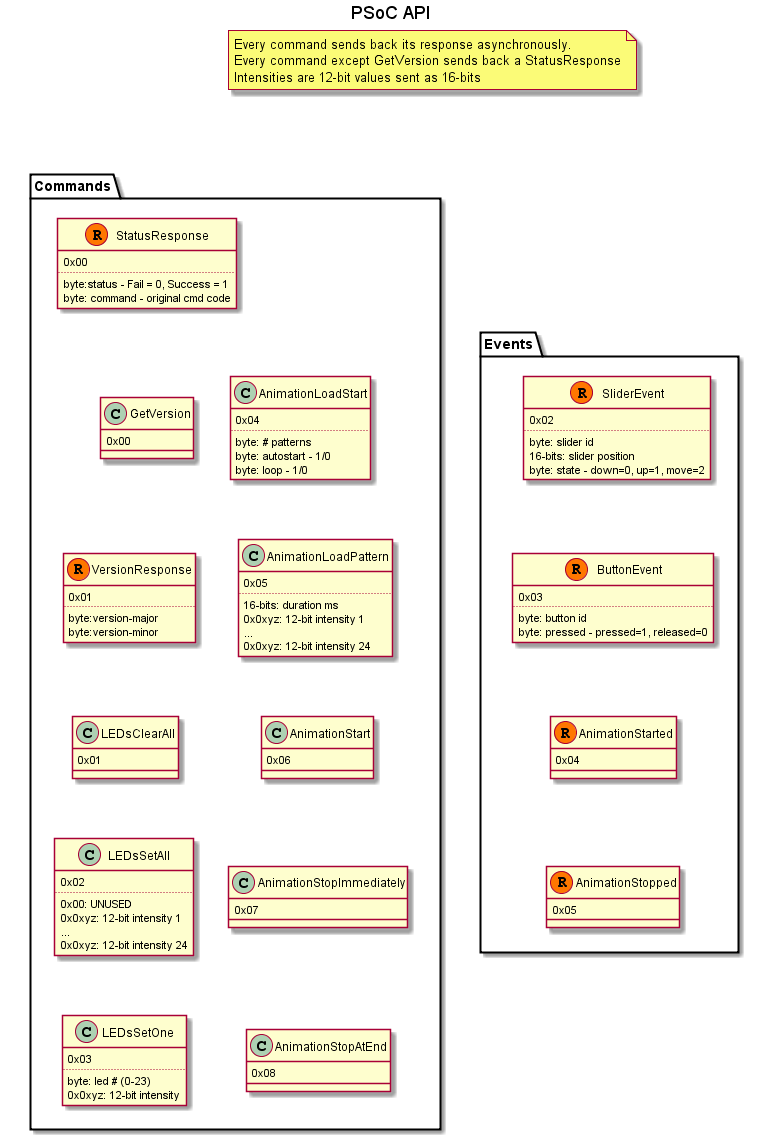 PSoC API
Every command sends back its response asynchronously.
Every command except GetVersion sends back a StatusResponse
Intensities are 12-bit values sent as 16-bits
Commands
R StatusResponse
0x00
byte:status - Fail = 0, Success = 1
byte: command - original cmd code
C GetVersion
0x00
C AnimationLoadStart
0x04
byte: # patterns
byte: autostart - 1/0
byte: loop - 1/0
R VersionResponse
0x01
byte:version-major
byte:version-minor
C AnimationLoadPattern
0x05
16-bits: duration ms
0x0xyz: 12-bit intensity 1
...
0x0xyz: 12-bit intensity 24
C LEDsClearAll
0x01
C AnimationStart
0x06
C LEDsSetAll
0x02
0x00: UNUSED
0x0xyz: 12-bit intensity 1
...
0x0xyz: 12-bit intensity 24
C AnimationStopImmediately
0x07
C LEDsSetOne
0x03
byte: led # (0-23)
0x0xyz: 12-bit intensity
C AnimationStopAtEnd
0x08
Events
R SliderEvent
0x02
byte: slider id
16-bits: slider position
byte: state - down=0, up=1, move=2
R ButtonEvent
0x03
byte: button id
byte: pressed - pressed=1, released=0
R AnimationStarted
0x04
R AnimationStopped
0x05